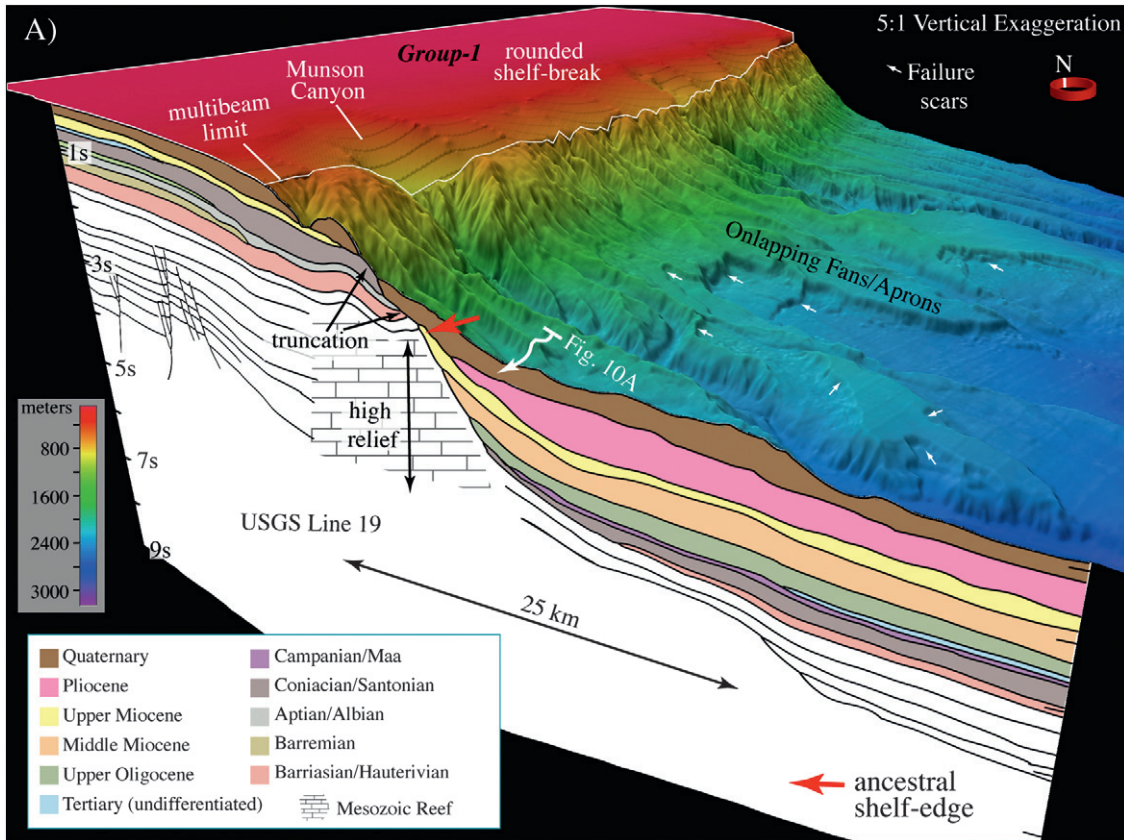 A)
5:1 Vertical Exaggeration
Group-1
rounded
shelf-break
Failure
scars
N
Munson
Canyon
multibeam
limit
1s
3s
5s
7s
9s
Onlapping Fans/Aprons
truncation
Fig. 10A
high
relief
meters
800
1600
2400
3000
USGS Line 19
25 km
Quaternary
Pliocene
Upper Miocene
Middle Miocene
Upper Oligocene
Tertiary (undifferentiated)
Campanian/Maa
Coniacian/Santonian
Aptian/Albian
Barremian
Barriasian/Hauterivian
Mesozoic Reef
ancestral
shelf-edge